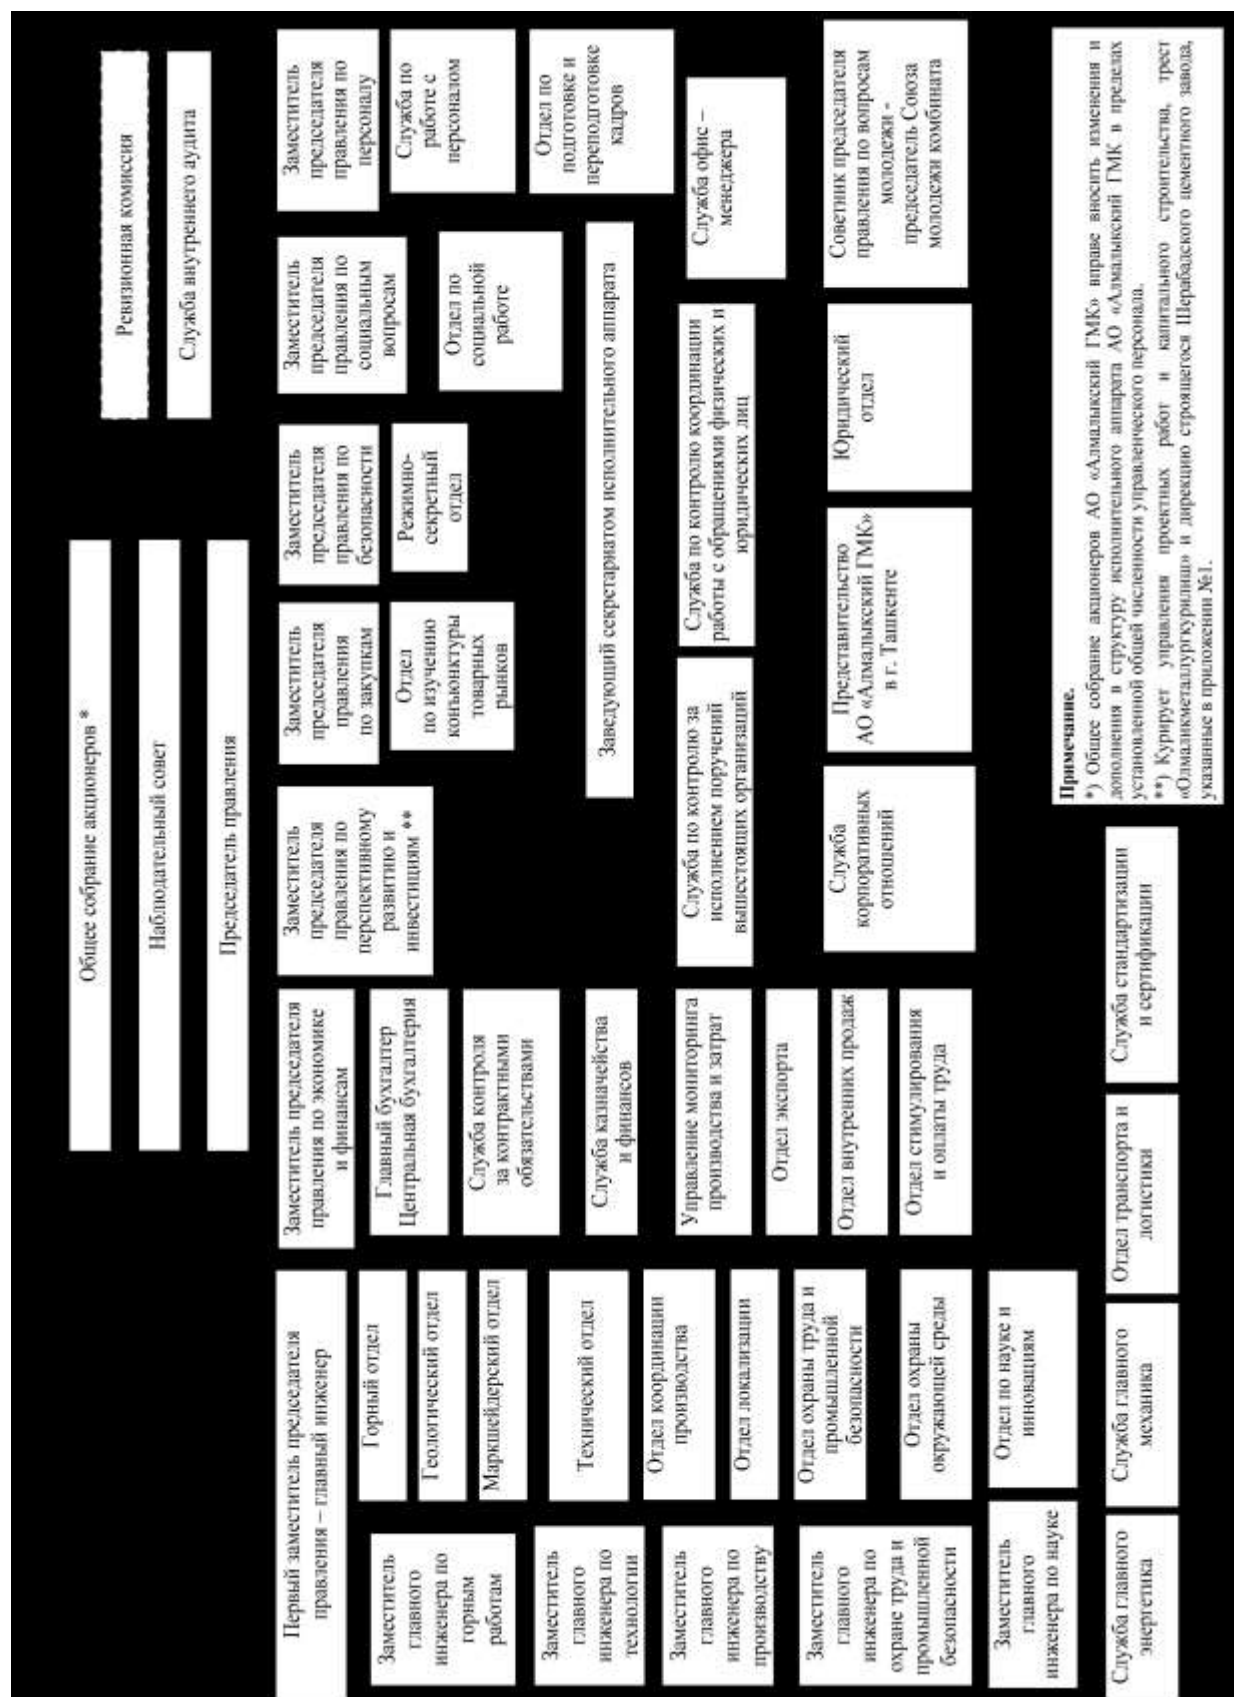 Общее собрание акционеров *
Наблюдательный совет
Председатель правления
Ревизионная комиссия
Служба внутреннего аудита
Первый заместитель председателя
правления – главный инженер
Заместитель председателя
правления по экономике
и финансам
Заместитель
председателя
правления по
перспективному
развитию и
инвестициям **
Заместитель
председателя
правления
по закупкам
Заместитель
председателя
правления по
безопасности
Заместитель
председателя
правления по
социальным
вопросам
Заместитель
председателя
правления по
персоналу
Заместитель
главного
инженера по
горным
работам
Горный отдел
Геологический отдел
Маркшейдерский отдел
Заместитель
главного
инженера по
технологии
Технический отдел
Заместитель
главного
инженера по
производству
Отдел координации
производства
Отдел локализации
Заместитель
главного
инженера по
охране труда и
промышленной
безопасности
Отдел охраны труда и
промышленной
безопасности
Отдел охраны
окружающей среды
Заместитель
главного
инженера по науке
Отдел по науке и
инновациям
Служба главного
энергетика
Служба главного
механика
Отдел транспорта и
логистики
Служба стандартизации
и сертификации
Главный бухгалтер
Центральная бухгалтерия
Служба контроля
за контрактными
обязательствами
Служба казначейства
и финансов
Управление мониторинга
производства и затрат
Отдел экспорта
Отдел внутренних продаж
Отдел стимулирования
и оплаты труда
Отдел
по изучению
конъюнктуры
товарных
рынков
Режимно-
секретный
отдел
Отдел по
социальной
работе
Служба по
работе с
персоналом
Отдел по
подготовке и
переподготовке
кадров
Заведующий секретариатом исполнительного аппарата
Служба по контролю за
исполнением поручений
вышестоящих организаций
Служба по контролю координации
работы с обращениями физических и
юридических лиц
Служба офис –
менеджера
Служба
корпоративных
отношений
Представительство
АО «Алмалыкский ГМК»
в г. Ташкенте
Юридический
отдел
Советник председателя
правления по вопросам
молодежи -
председатель Союза
молодежи комбината
Примечание.
*) Общее собрание акционеров АО «Алмалыкский ГМК» вправе вносить изменения и
дополнения в структуру исполнительного аппарата АО «Алмалыкский ГМК в пределах
установленной общей численности управленческого персонала.
**) Курирует управления проектных работ и капитального строительства, трест
«Олмаликметаллургкурилиш» и дирекцию строящегося Шерабадского цементного завода,
указанные в приложении №1.